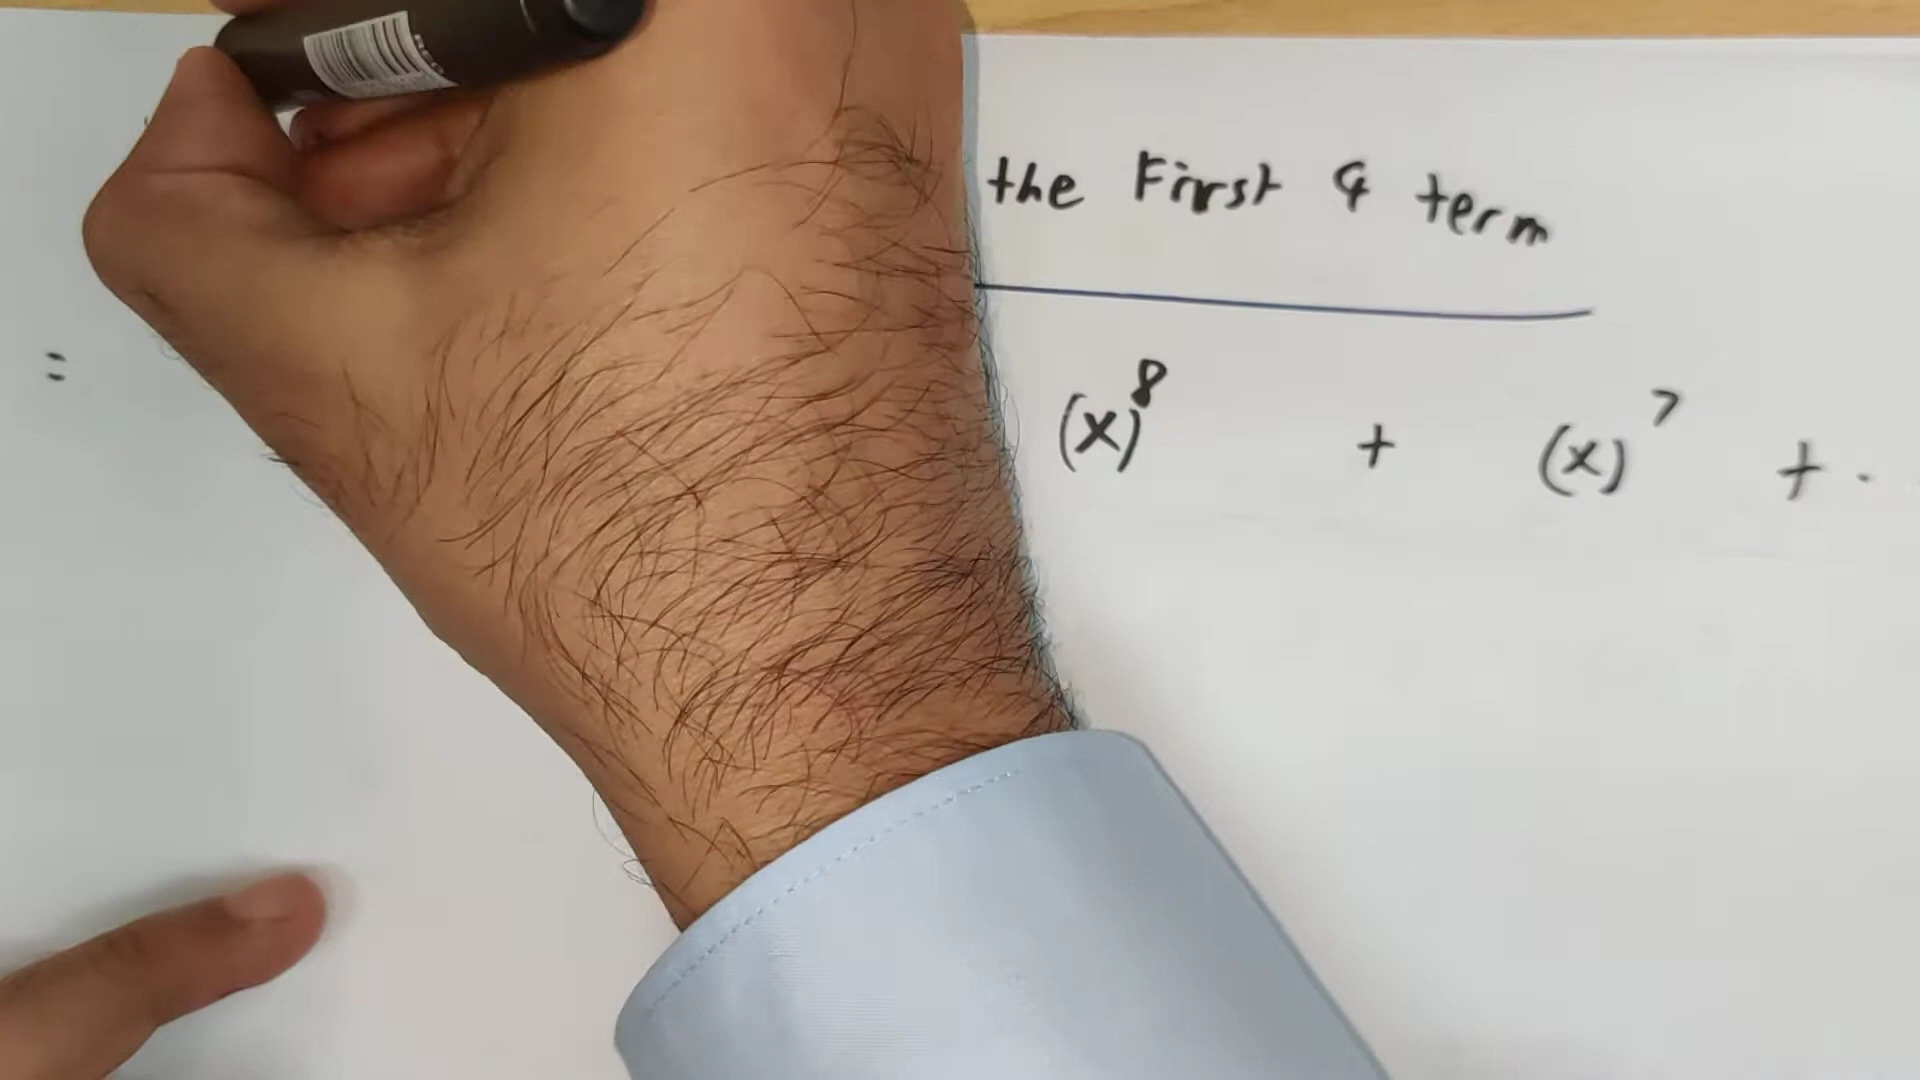 the First 4 term
= (x)^8 + (x)^7 + .